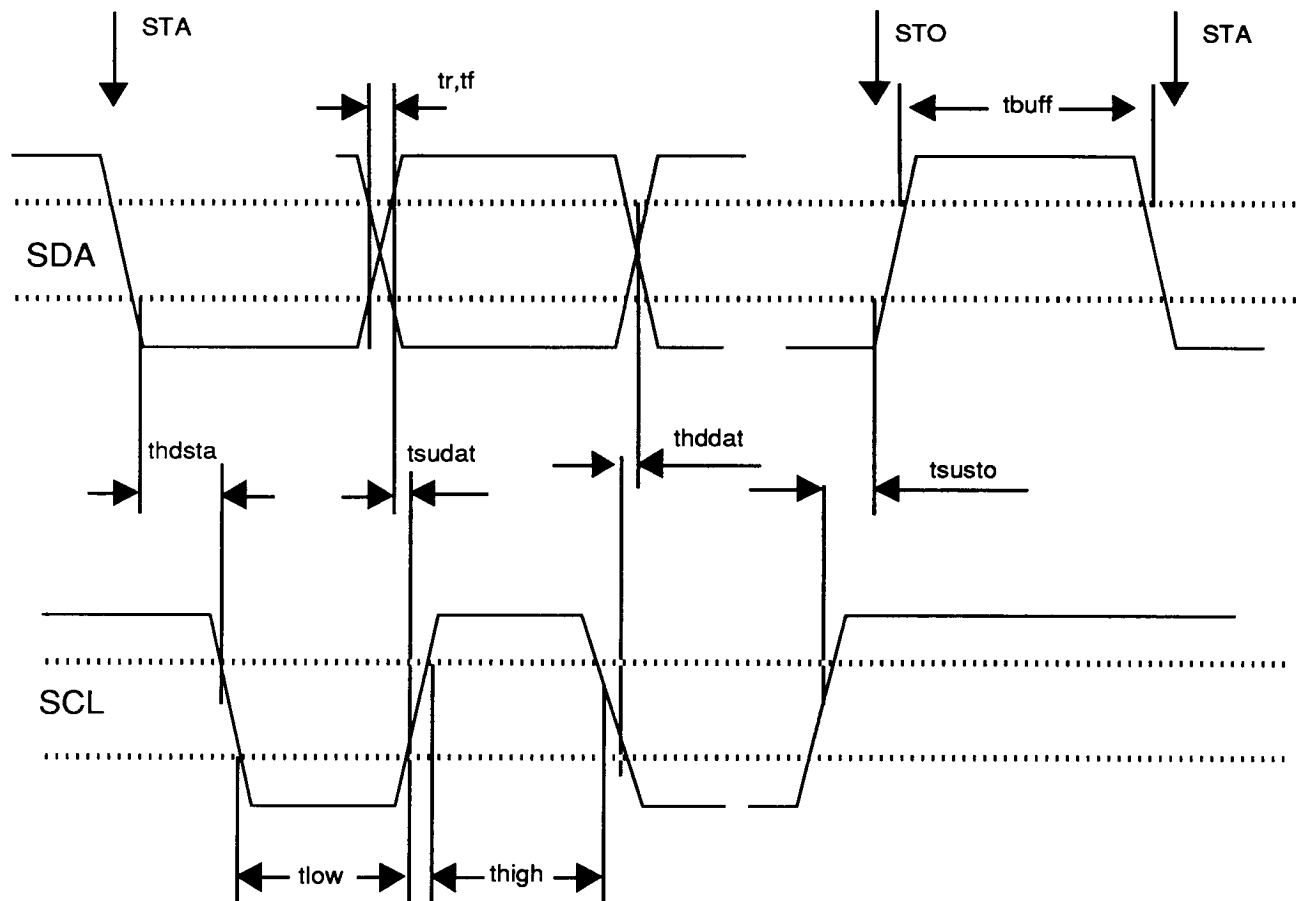 STA
STO
STA
tr,tf
tbuff
SDA
thdsta
tsudat
thddat
tsusto
SCL
tlow
thigh